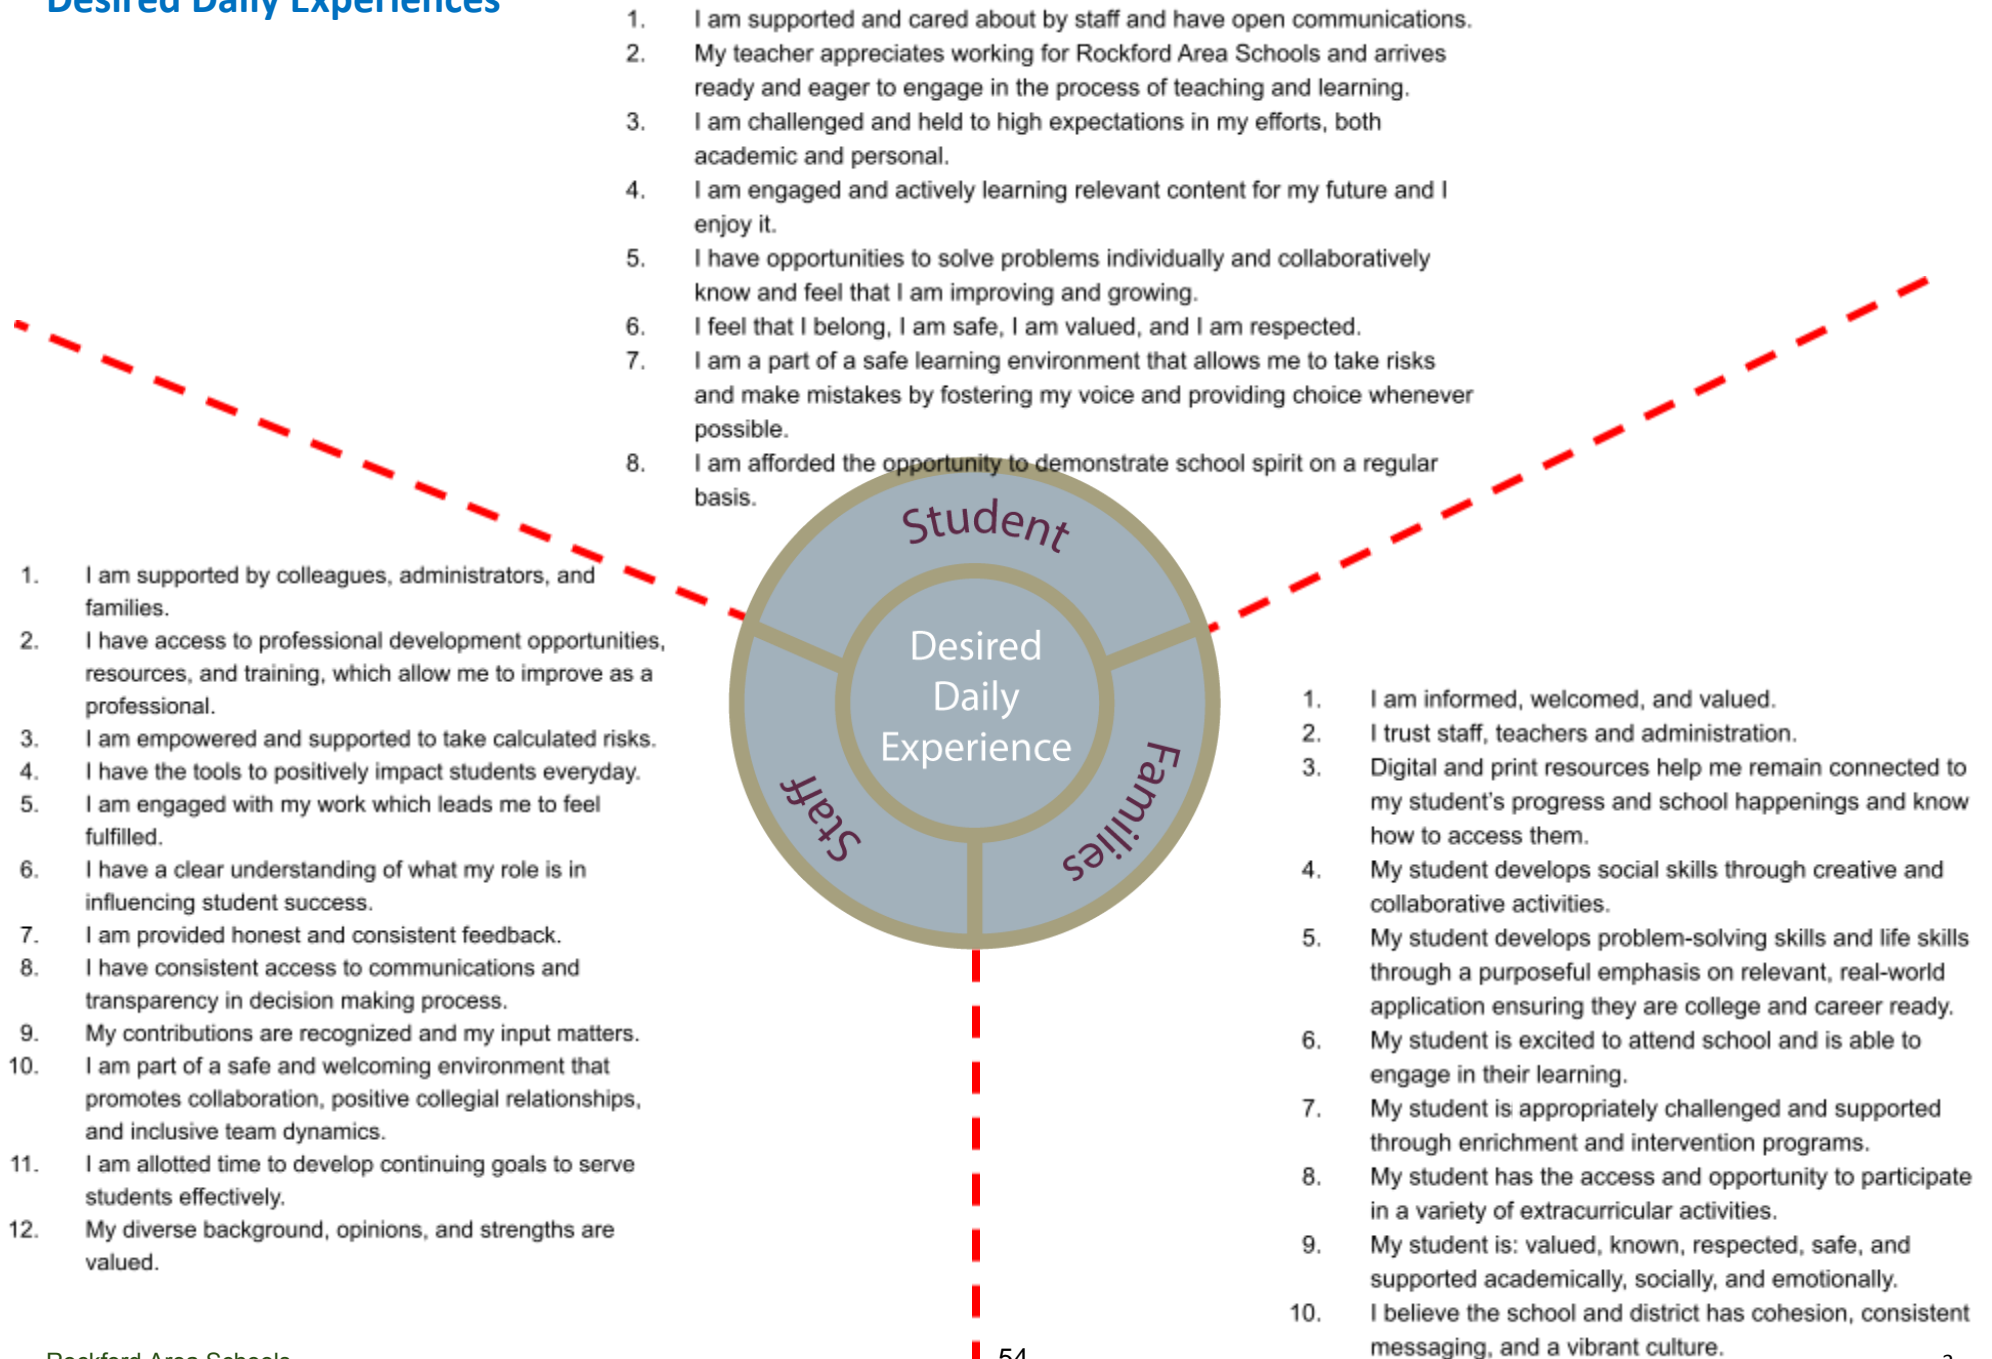 Desired Daily Experiences
1. I am supported and cared about by staff and have open communications.
2. My teacher appreciates working for Rockford Area Schools and arrives
ready and eager to engage in the process of teaching and learning.
3. I am challenged and held to high expectations in my efforts, both
academic and personal.
4. I am engaged and actively learning relevant content for my future and I
enjoy it.
5. I have opportunities to solve problems individually and collaboratively
know and feel that I am improving and growing.
6. I feel that I belong, I am safe, I am valued, and I am respected.
7. I am a part of a safe learning environment that allows me to take risks
and make mistakes by fostering my voice and providing choice whenever
possible.
8. I am afforded the opportunity to demonstrate school spirit on a regular
basis.
Student
Desired
Daily
Experience
Staff
Families
1. I am supported by colleagues, administrators, and
families.
2. I have access to professional development opportunities,
resources, and training, which allow me to improve as a
professional.
3. I am empowered and supported to take calculated risks.
4. I have the tools to positively impact students everyday.
5. I am engaged with my work which leads me to feel
fulfilled.
6. I have a clear understanding of what my role is in
influencing student success.
7. I am provided honest and consistent feedback.
8. I have consistent access to communications and
transparency in decision making process.
9. My contributions are recognized and my input matters.
10. I am part of a safe and welcoming environment that
promotes collaboration, positive collegial relationships,
and inclusive team dynamics.
11. I am allotted time to develop continuing goals to serve
students effectively.
12. My diverse background, opinions, and strengths are
valued.
1. I am informed, welcomed, and valued.
2. I trust staff, teachers and administration.
3. Digital and print resources help me remain connected to
my student's progress and school happenings and know
how to access them.
4. My student develops social skills through creative and
collaborative activities.
5. My student develops problem-solving skills and life skills
through a purposeful emphasis on relevant, real-world
application ensuring they are college and career ready.
6. My student is excited to attend school and is able to
engage in their learning.
7. My student is appropriately challenged and supported
through enrichment and intervention programs.
8. My student has the access and opportunity to participate
in a variety of extracurricular activities.
9. My student is: valued, known, respected, safe, and
supported academically, socially, and emotionally.
10. I believe the school and district has cohesion, consistent
messaging, and a vibrant culture.
Rockford Area Schools
54